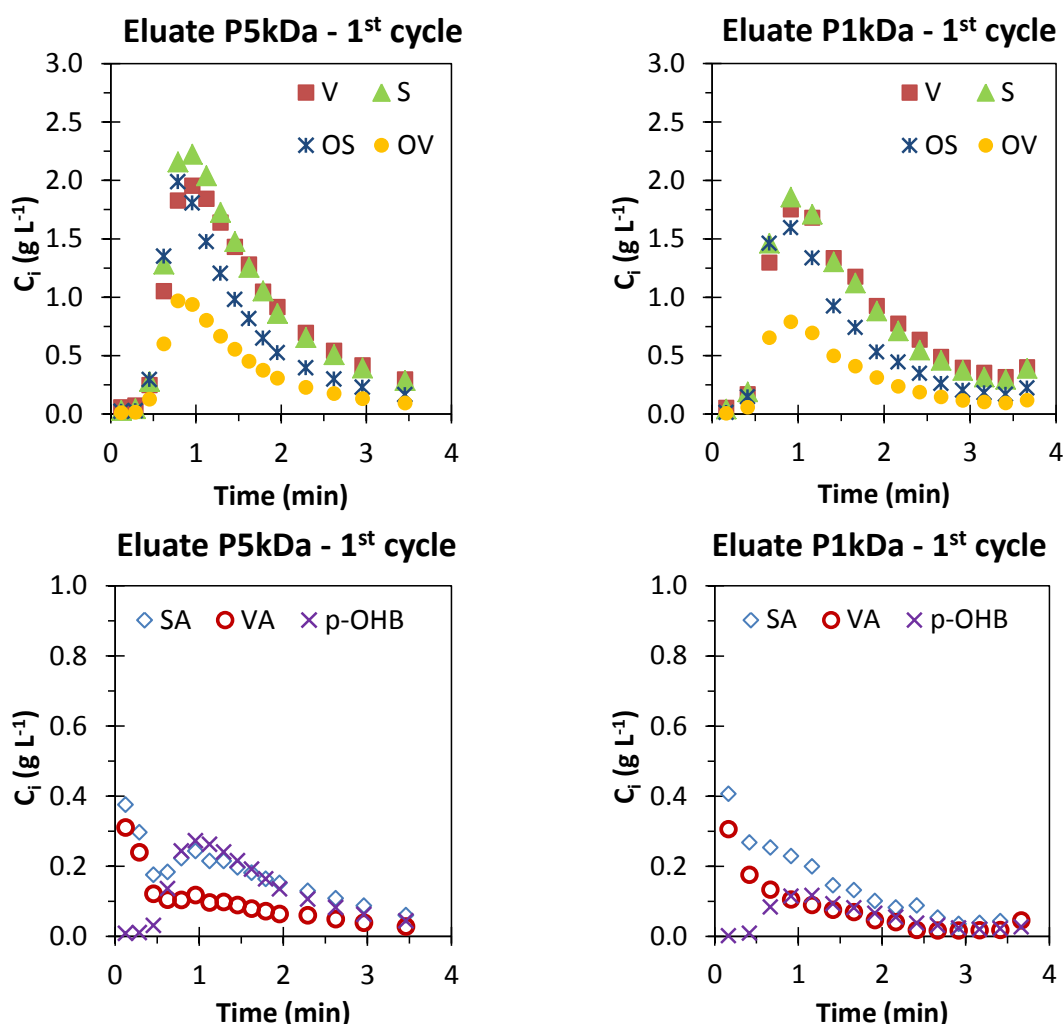 Eluate P5kDa - 1st cycle
3.0
2.5
2.0
1.5
1.0
0.5
0.0
Ci (g L-1)
V S
OS OV
0 1 2 3 4
Time (min)
Eluate P1kDa - 1st cycle
3.0
2.5
2.0
1.5
1.0
0.5
0.0
Ci (g L-1)
V S
OS OV
0 1 2 3 4
Time (min)
Eluate P5kDa - 1st cycle
1.0
0.8
0.6
0.4
0.2
0.0
Ci (g L-1)
SA VA p-OHB
0 1 2 3 4
Time (min)
Eluate P1kDa - 1st cycle
1.0
0.8
0.6
0.4
0.2
0.0
Ci (g L-1)
SA VA p-OHB
0 1 2 3 4
Time (min)